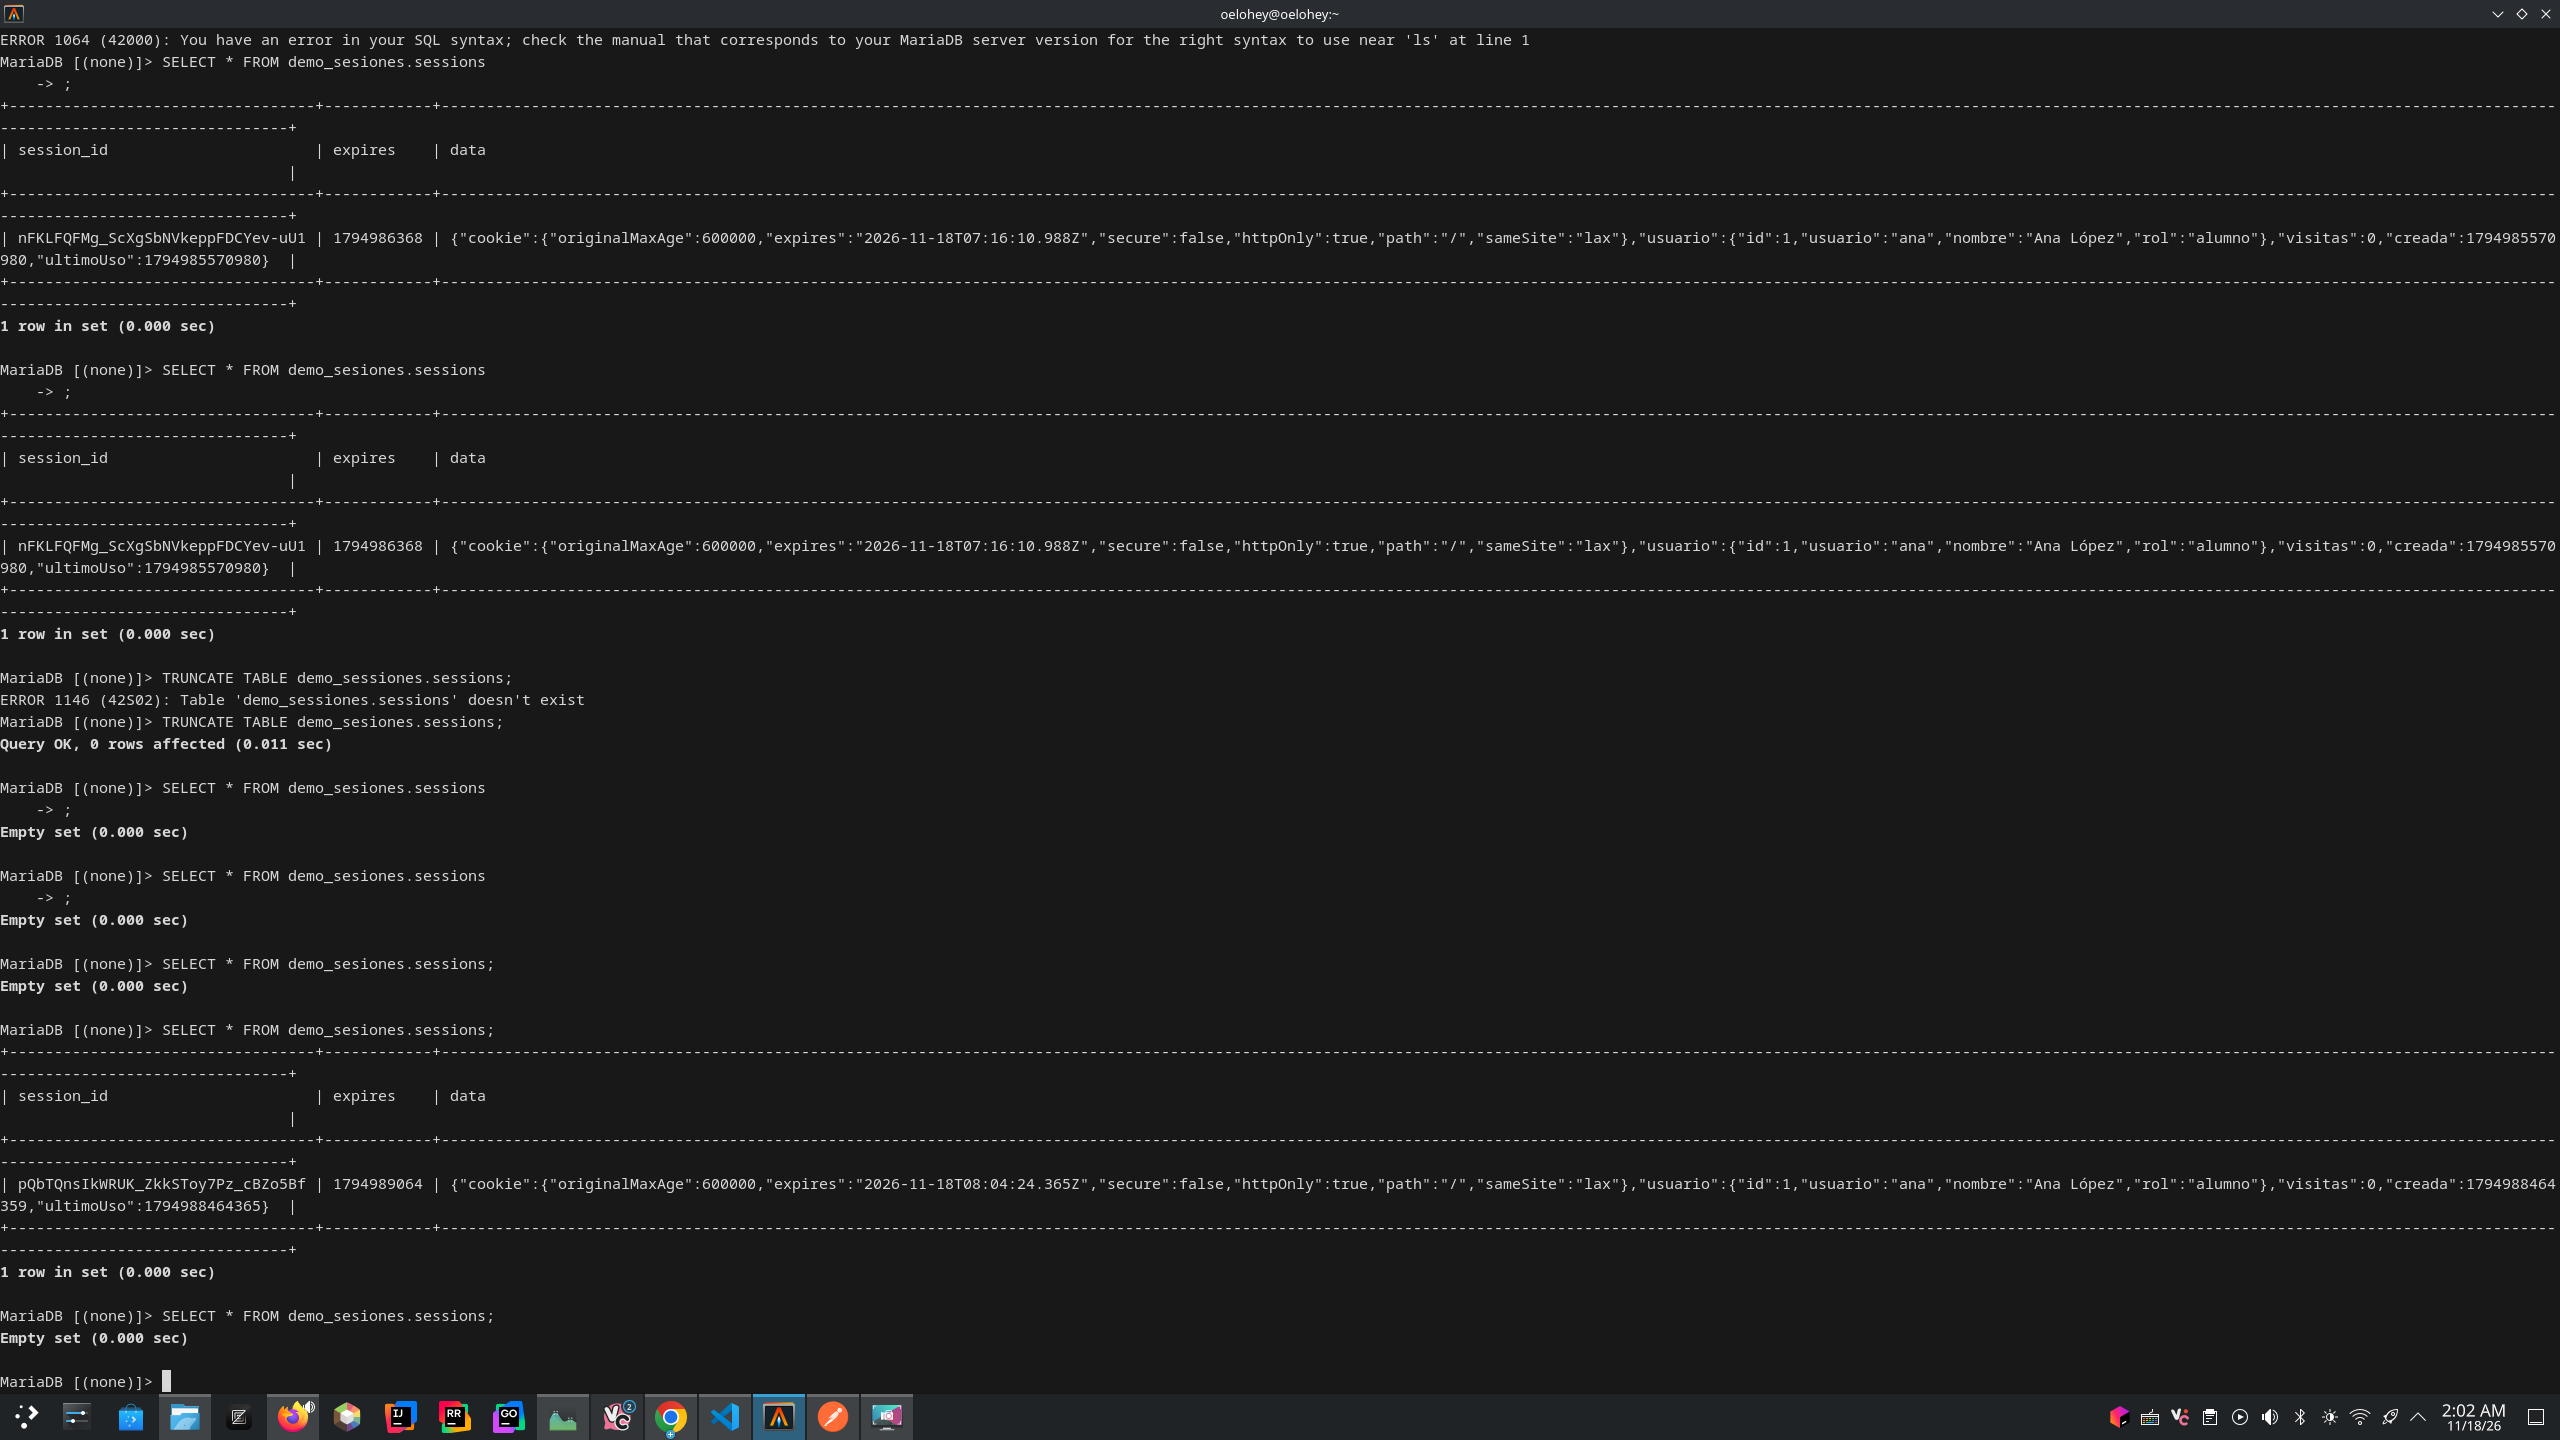 oelohey@oelohey:~
ERROR 1064 (42000): You have an error in your SQL syntax; check the manual that corresponds to your MariaDB server version for the right syntax to use near 'ls' at line 1
MariaDB [(none)]> SELECT * FROM demo_sesiones.sessions
    -> ;
| session_id                       | expires    | data
|
| nFKLFQFMg_ScXgSbNVkeppFDCYev-uU1 | 1794986368 | {"cookie":{"originalMaxAge":600000,"expires":"2026-11-18T07:16:10.988Z","secure":false,"httpOnly":true,"path":"/","sameSite":"lax"},"usuario":{"id":1,"usuario":"ana","nombre":"Ana López","rol":"alumno"},"visitas":0,"creada":1794985570
980,"ultimoUso":1794985570980}  |
1 row in set (0.000 sec)
MariaDB [(none)]> SELECT * FROM demo_sesiones.sessions
    -> ;
| session_id                       | expires    | data
|
| nFKLFQFMg_ScXgSbNVkeppFDCYev-uU1 | 1794986368 | {"cookie":{"originalMaxAge":600000,"expires":"2026-11-18T07:16:10.988Z","secure":false,"httpOnly":true,"path":"/","sameSite":"lax"},"usuario":{"id":1,"usuario":"ana","nombre":"Ana López","rol":"alumno"},"visitas":0,"creada":1794985570
980,"ultimoUso":1794985570980}  |
1 row in set (0.000 sec)
MariaDB [(none)]> TRUNCATE TABLE demo_sessiones.sessions;
ERROR 1146 (42S02): Table 'demo_sessiones.sessions' doesn't exist
MariaDB [(none)]> TRUNCATE TABLE demo_sesiones.sessions;
Query OK, 0 rows affected (0.011 sec)
MariaDB [(none)]> SELECT * FROM demo_sesiones.sessions
    -> ;
Empty set (0.000 sec)
MariaDB [(none)]> SELECT * FROM demo_sesiones.sessions
    -> ;
Empty set (0.000 sec)
MariaDB [(none)]> SELECT * FROM demo_sesiones.sessions;
Empty set (0.000 sec)
MariaDB [(none)]> SELECT * FROM demo_sesiones.sessions;
| session_id                       | expires    | data
|
| pQbTQnsIkWRUK_ZkkSToy7Pz_cBZo5Bf | 1794989064 | {"cookie":{"originalMaxAge":600000,"expires":"2026-11-18T08:04:24.365Z","secure":false,"httpOnly":true,"path":"/","sameSite":"lax"},"usuario":{"id":1,"usuario":"ana","nombre":"Ana López","rol":"alumno"},"visitas":0,"creada":1794988464
359,"ultimoUso":1794988464365}  |
1 row in set (0.000 sec)
MariaDB [(none)]> SELECT * FROM demo_sesiones.sessions;
Empty set (0.000 sec)
MariaDB [(none)]>
IJ
RR
GO
VC
2
VC
2:02 AM
11/18/26